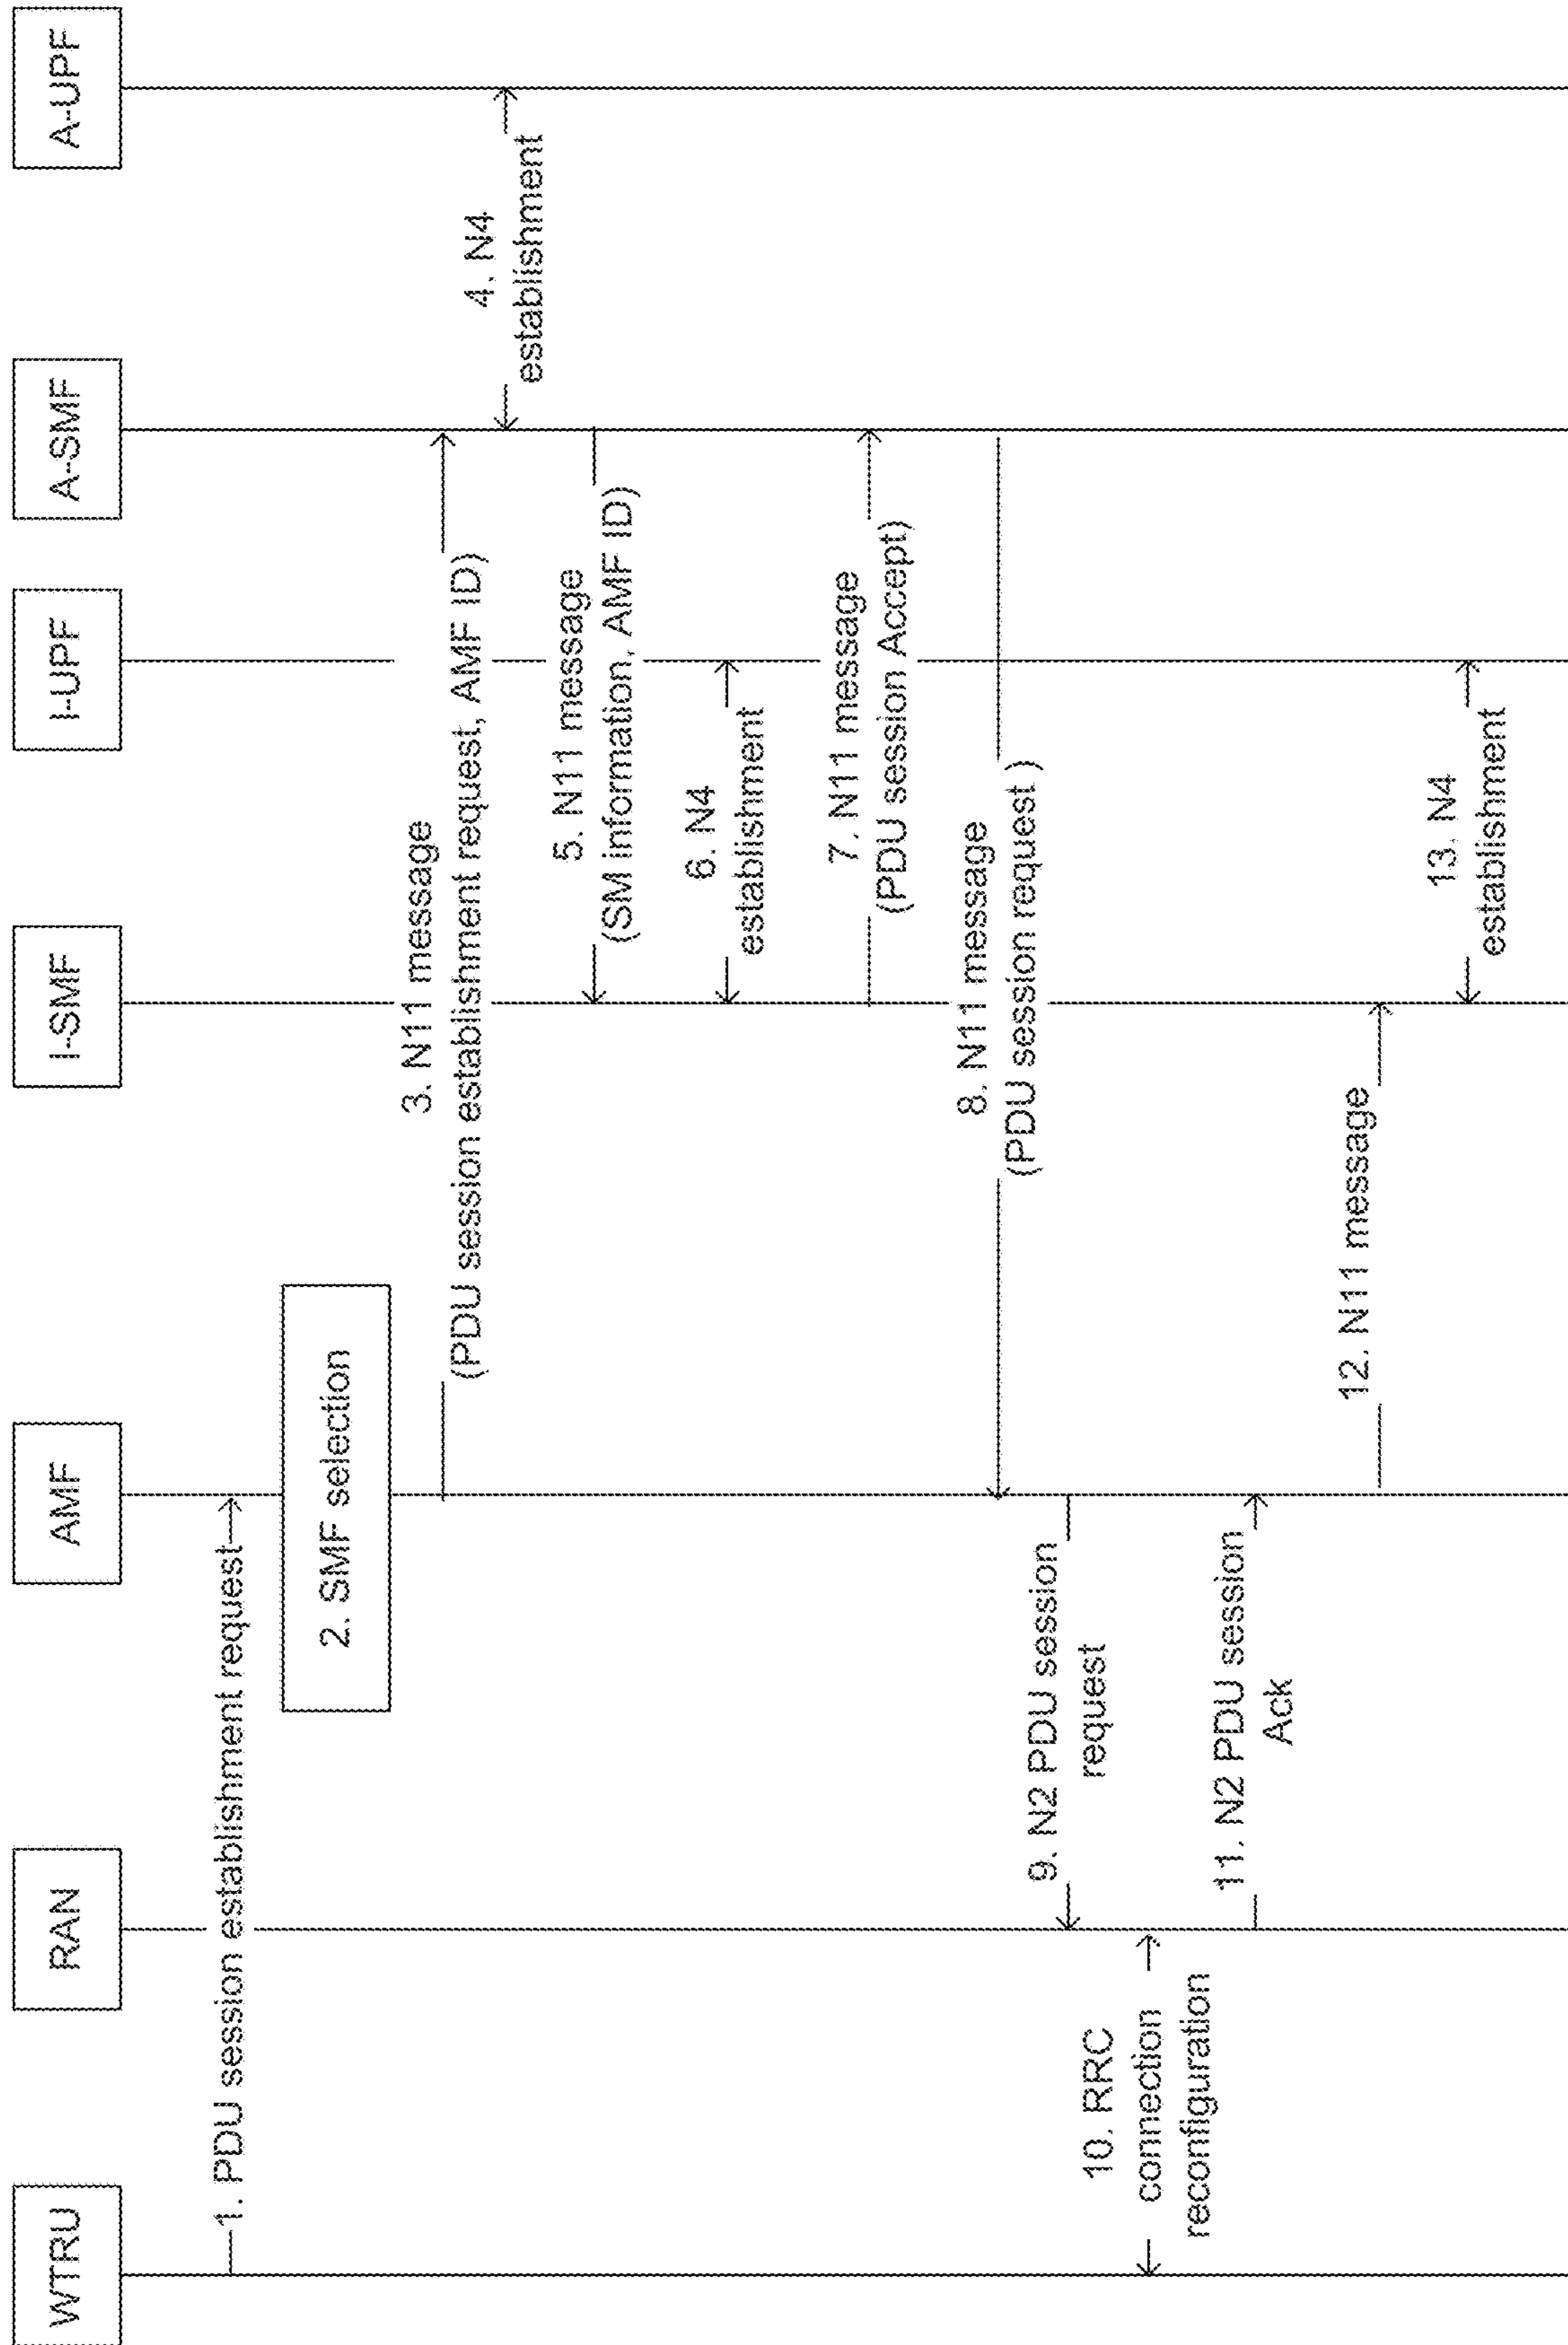 WTRU
RAN
AMF
I-SMF
I-UPF
A-SMF
A-UPF
1. PDU session establishment request
2. SMF selection
3. N11 message
(PDU session establishment request, AMF ID)
4. N4
establishment
5. N11 message
(SM information, AMF ID)
6. N4
establishment
7. N11 message
(PDU session Accept)
8. N11 message
(PDU session request )
9. N2 PDU session
request
10. RRC
connection
reconfiguration
11. N2 PDU session
Ack
12. N11 message
13. N4
establishment